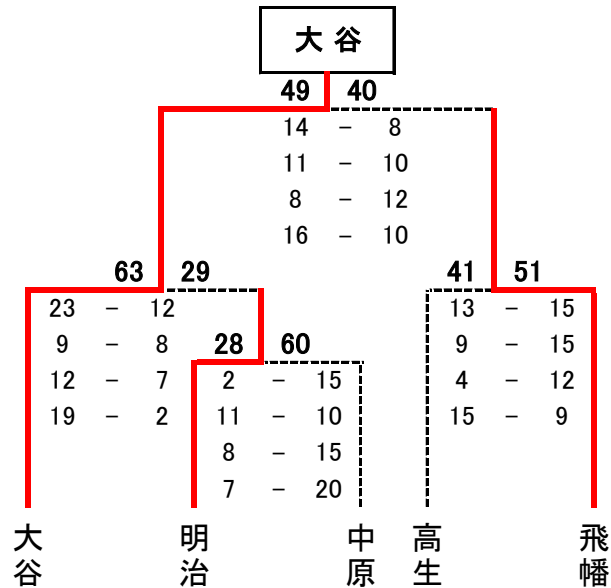 大谷
49 40
14 － 8
11 － 10
8 － 12
16 － 10
63 29
23 － 12
9 － 8
12 － 7
19 － 2
28 60
2 － 15
11 － 10
8 － 15
7 － 20
41 51
13 － 15
9 － 15
4 － 12
15 － 9
大谷
明治
中原
高生
飛幡